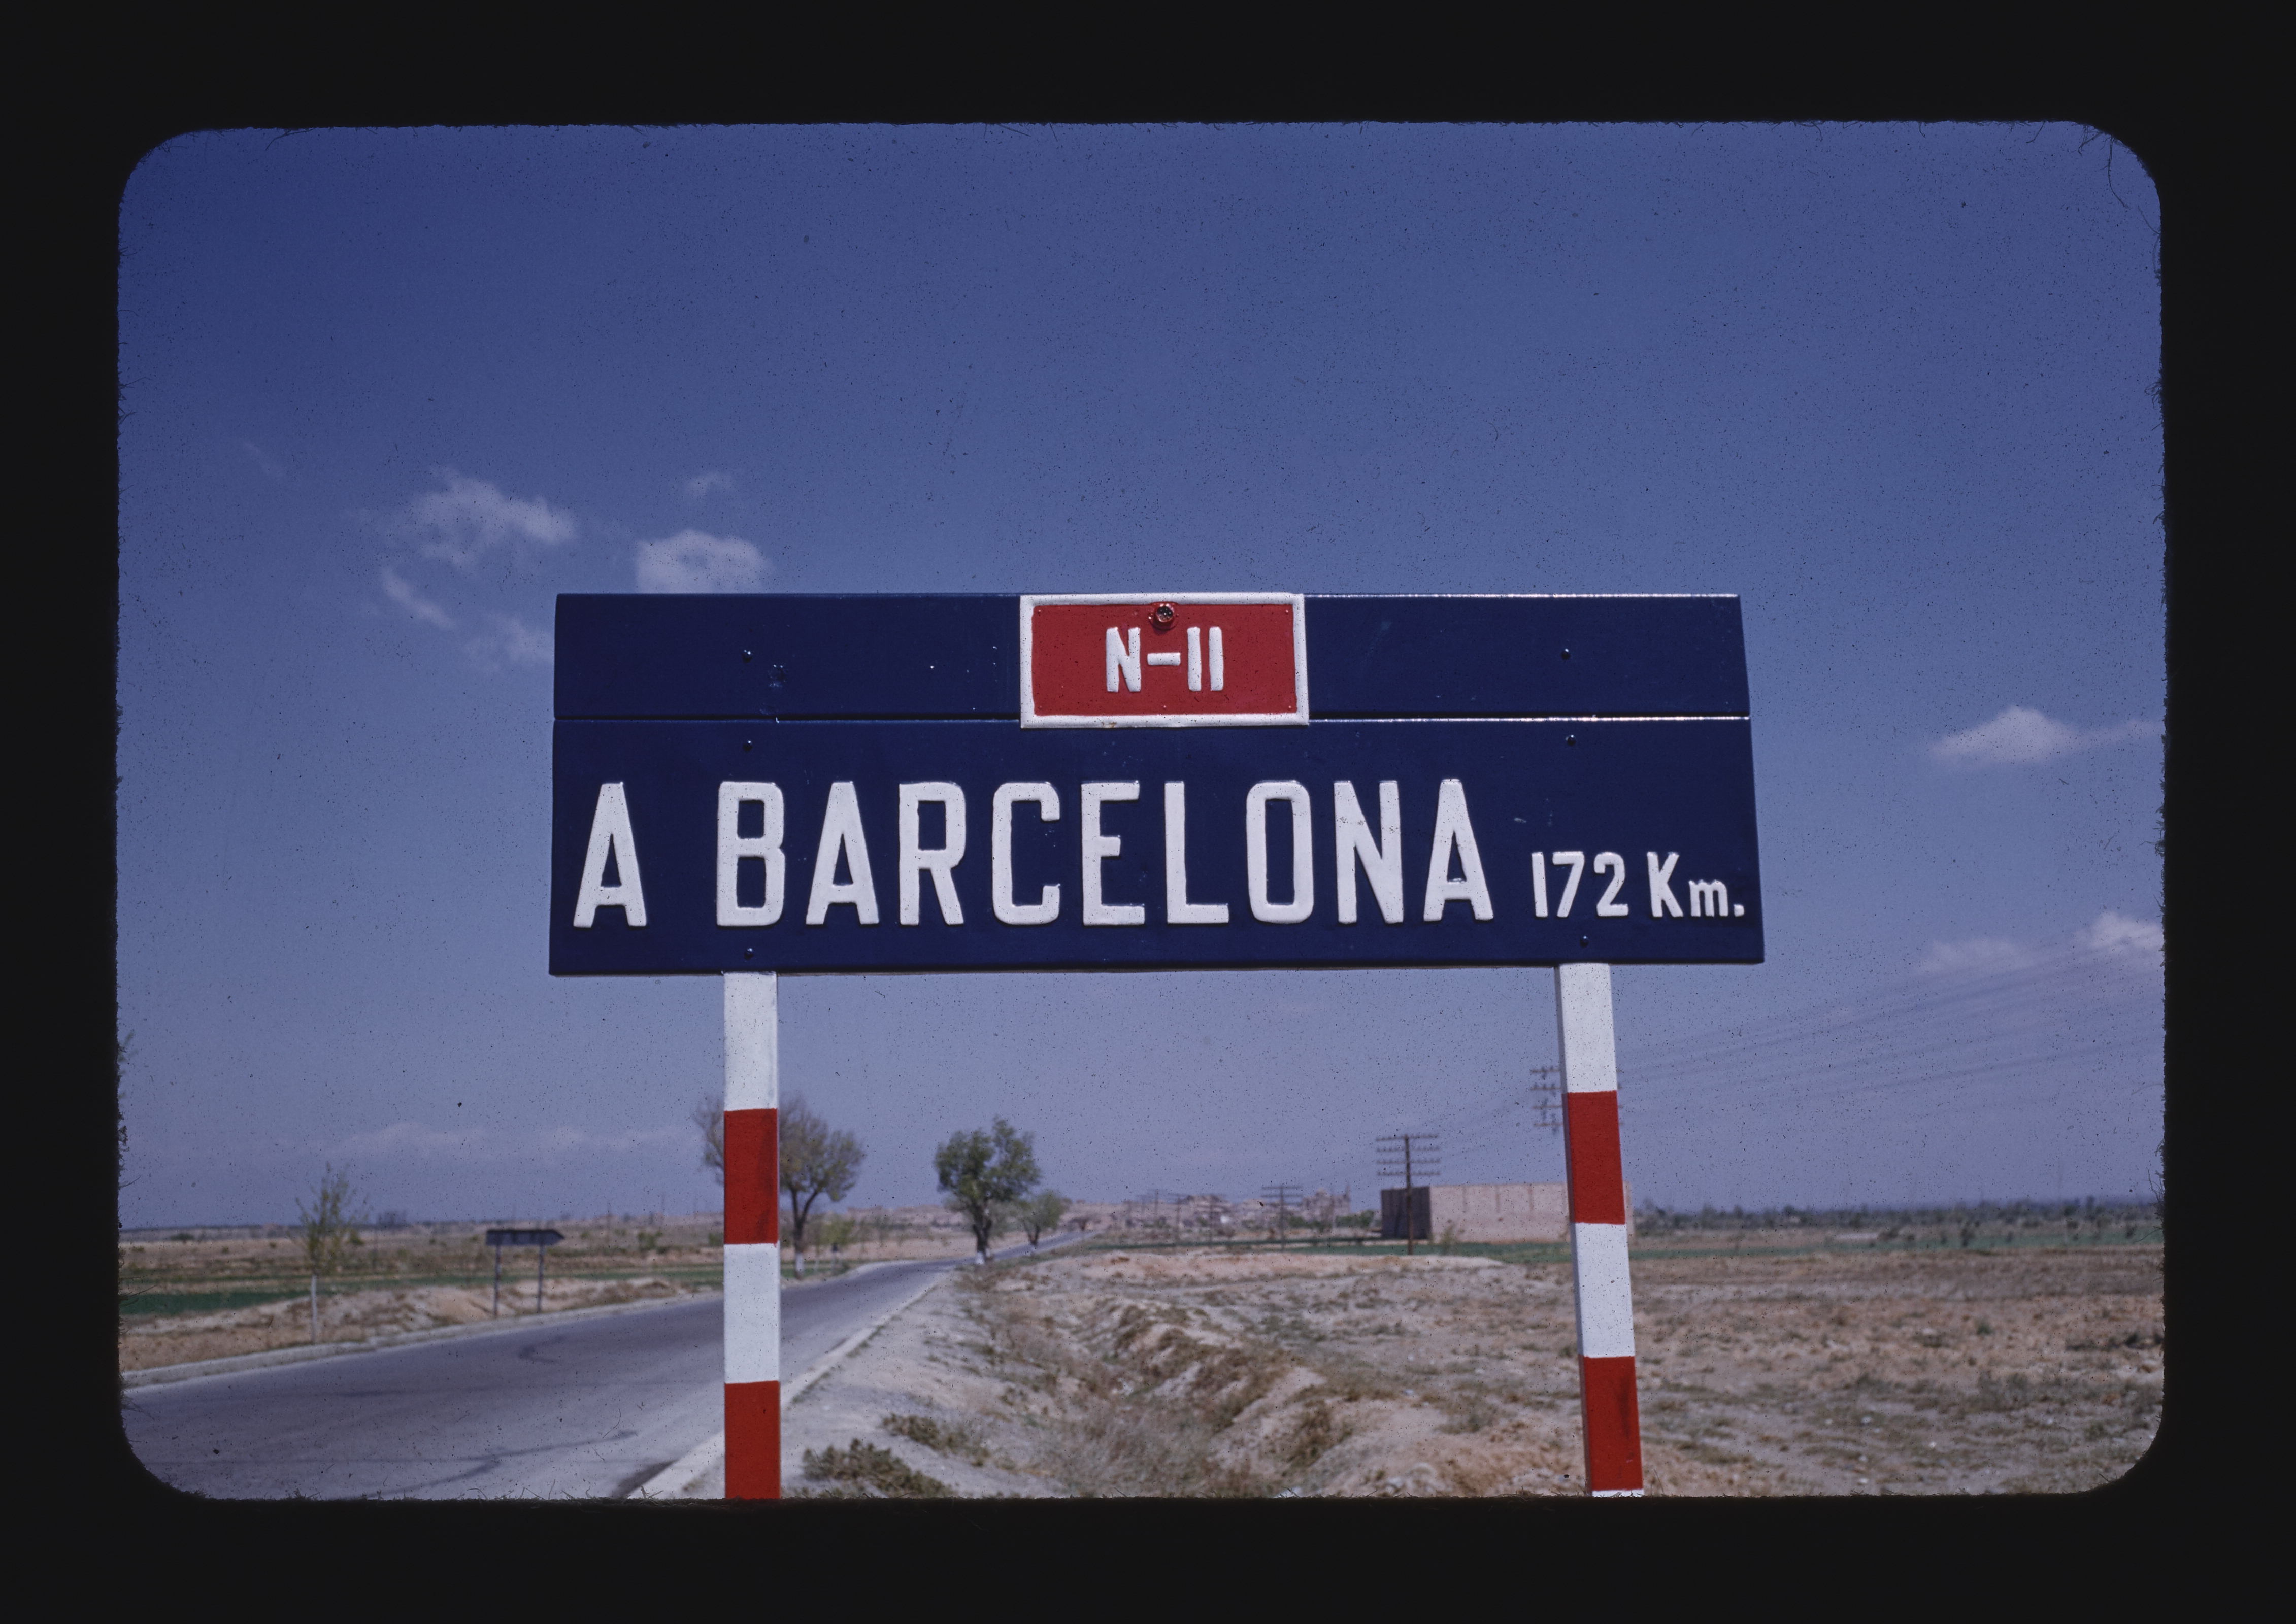 N-II
A BARCELONA 172 Km.